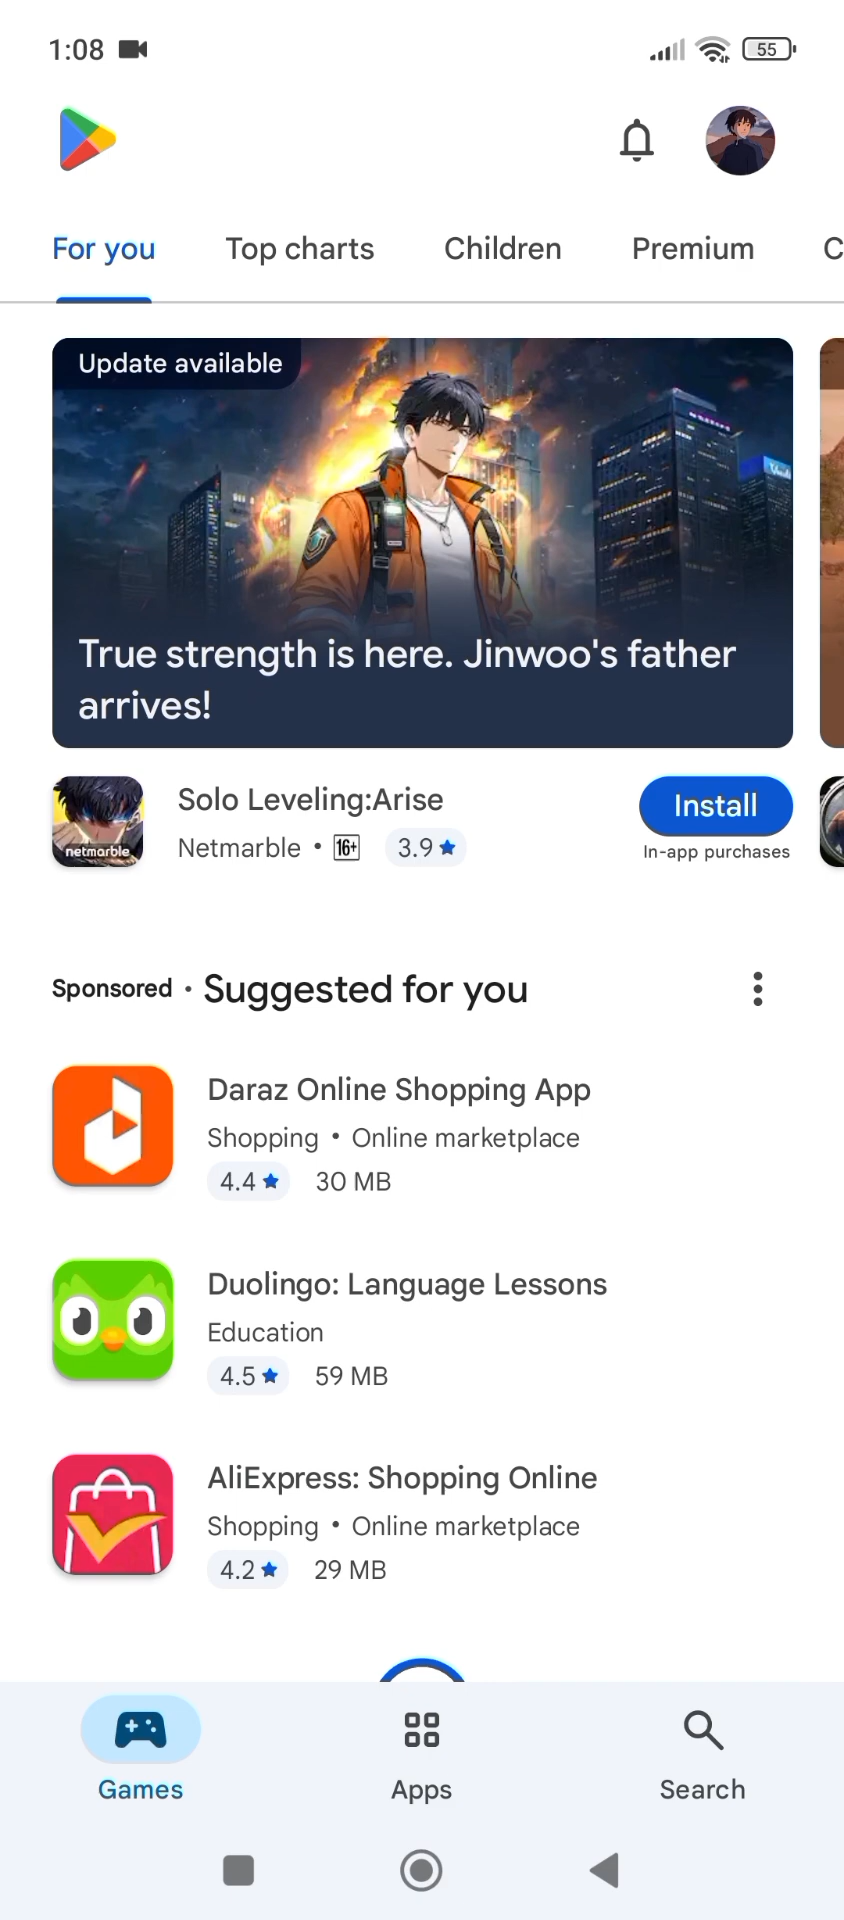 1:08
55
For you
Top charts
Children
Premium
C
Update available
True strength is here. Jinwoo's father
arrives!
netmarble
Solo Leveling:Arise
Netmarble • 16+ 3.9
Install
In-app purchases
Sponsored • Suggested for you
Daraz Online Shopping App
Shopping • Online marketplace
4.4 30 MB
Duolingo: Language Lessons
Education
4.5 59 MB
AliExpress: Shopping Online
Shopping • Online marketplace
4.2 29 MB
Games
Apps
Search